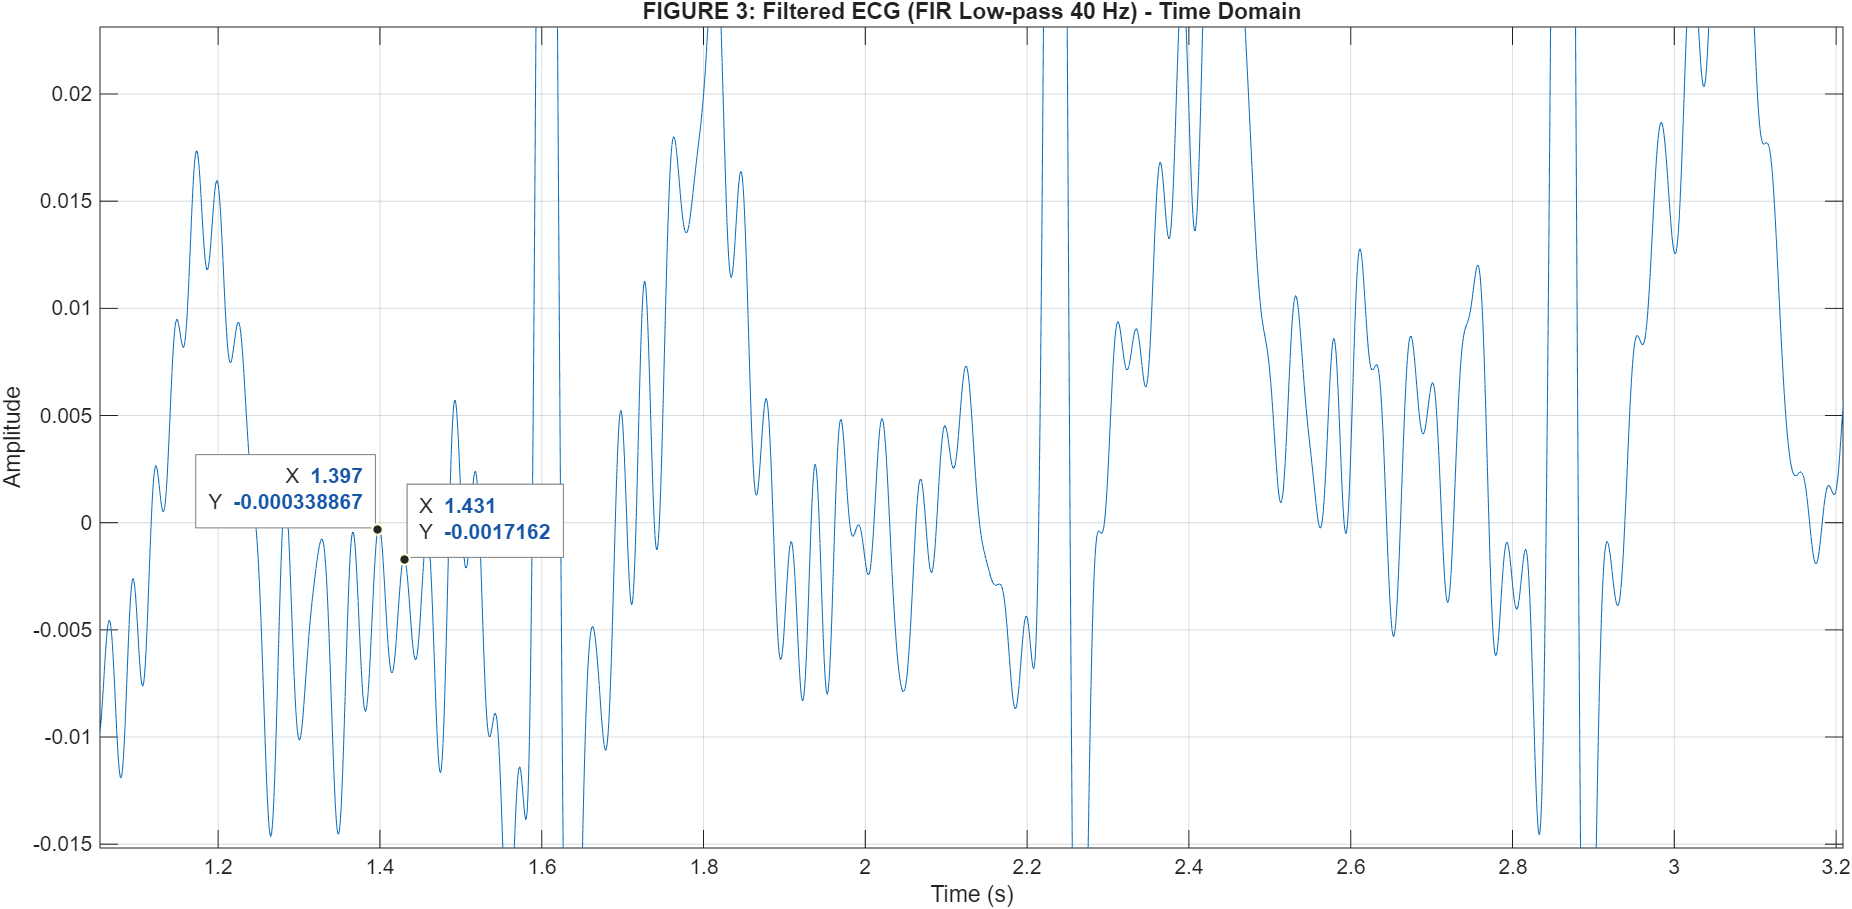 FIGURE 3: Filtered ECG (FIR Low-pass 40 Hz) - Time Domain
0.02
0.015
0.01
0.005
0
-0.005
-0.01
-0.015
Amplitude
X 1.397
Y -0.000338867
X 1.431
Y -0.0017162
1.2 1.4 1.6 1.8 2 2.2 2.4 2.6 2.8 3 3.2
Time (s)